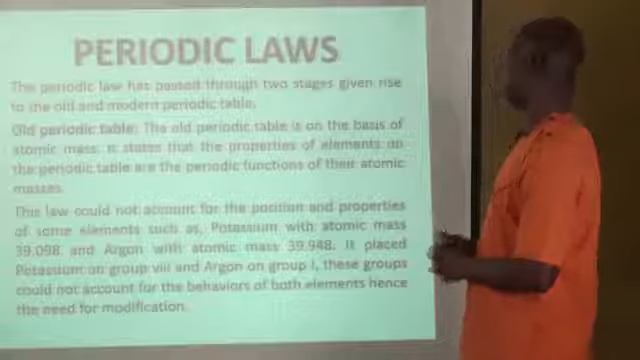 PERIODIC LAWS
The periodic law has passed through two stages given rise
to the old and modern periodic table.
Old periodic table: The old periodic table is on the basis of
atomic mass. It states that the properties of elements on
the periodic table are the periodic functions of their atomic
masses.
This law could not account for the position and properties
of some elements such as, Potassium with atomic mass
39.098 and Argon with atomic mass 39.948. It placed
Potassium on group viii and Argon on group I, these groups
could not account for the behaviors of both elements hence
the need for modification.